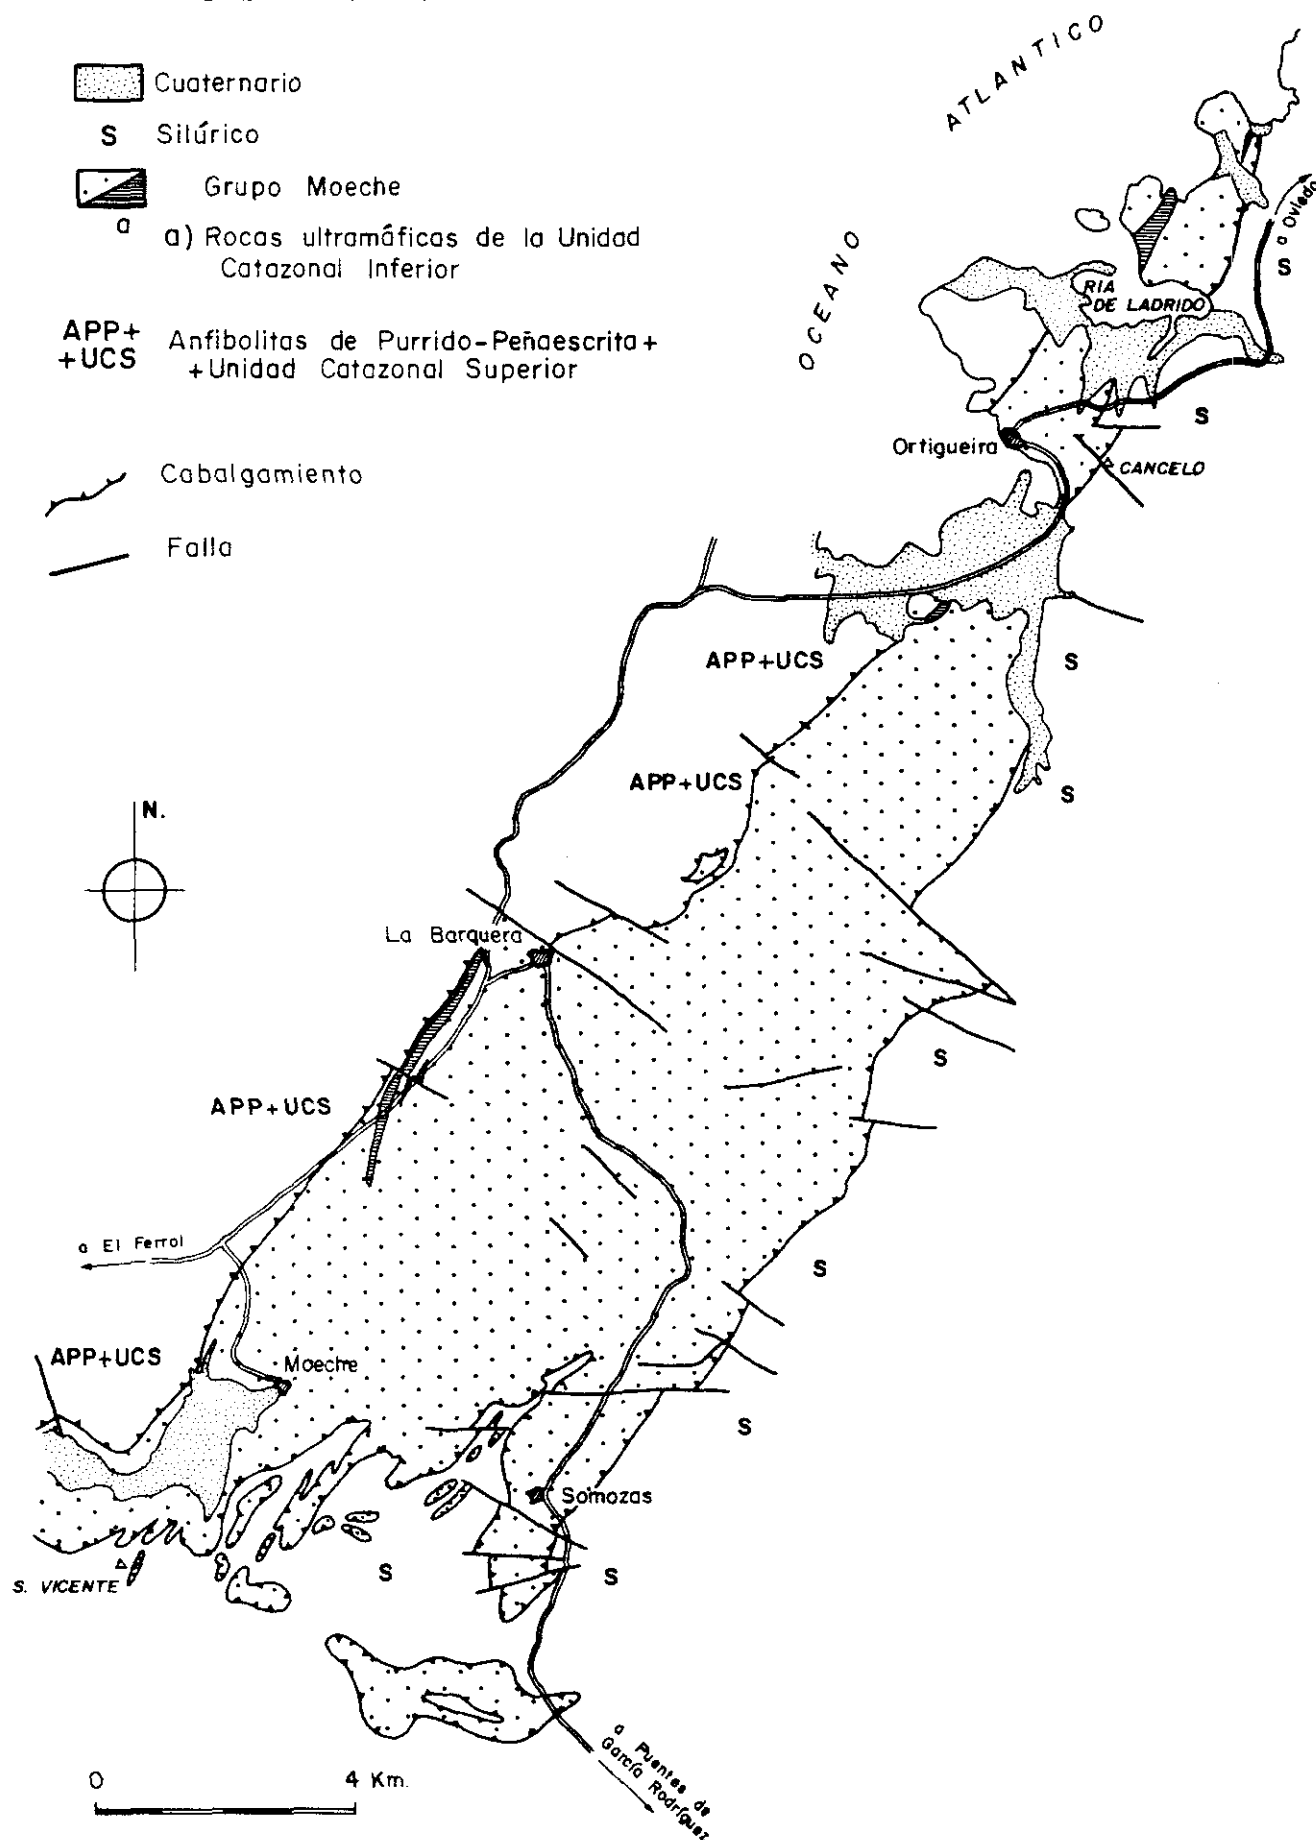 Cuaternario
S Silúrico
Grupo Moeche
a
a) Rocas ultramáficas de la Unidad
Catazonal Inferior
APP+
+UCS
Anfibolitas de Purrido-Peñaescrita+
+Unidad Catazonal Superior
Cabalgamiento
Falla
ATLANTICO
OCEANO
a Oviedo
S
RIA
DE LADRIDO
S
Ortigueira
CANCELO
APP+UCS
S
APP+UCS
S
N.
La Barquera
S
APP+UCS
a El Ferrol
S
APP+UCS
Moeche
S
Somozas
S
S
S. VICENTE
a Puentes de
García Rodríguez
0 4 Km.